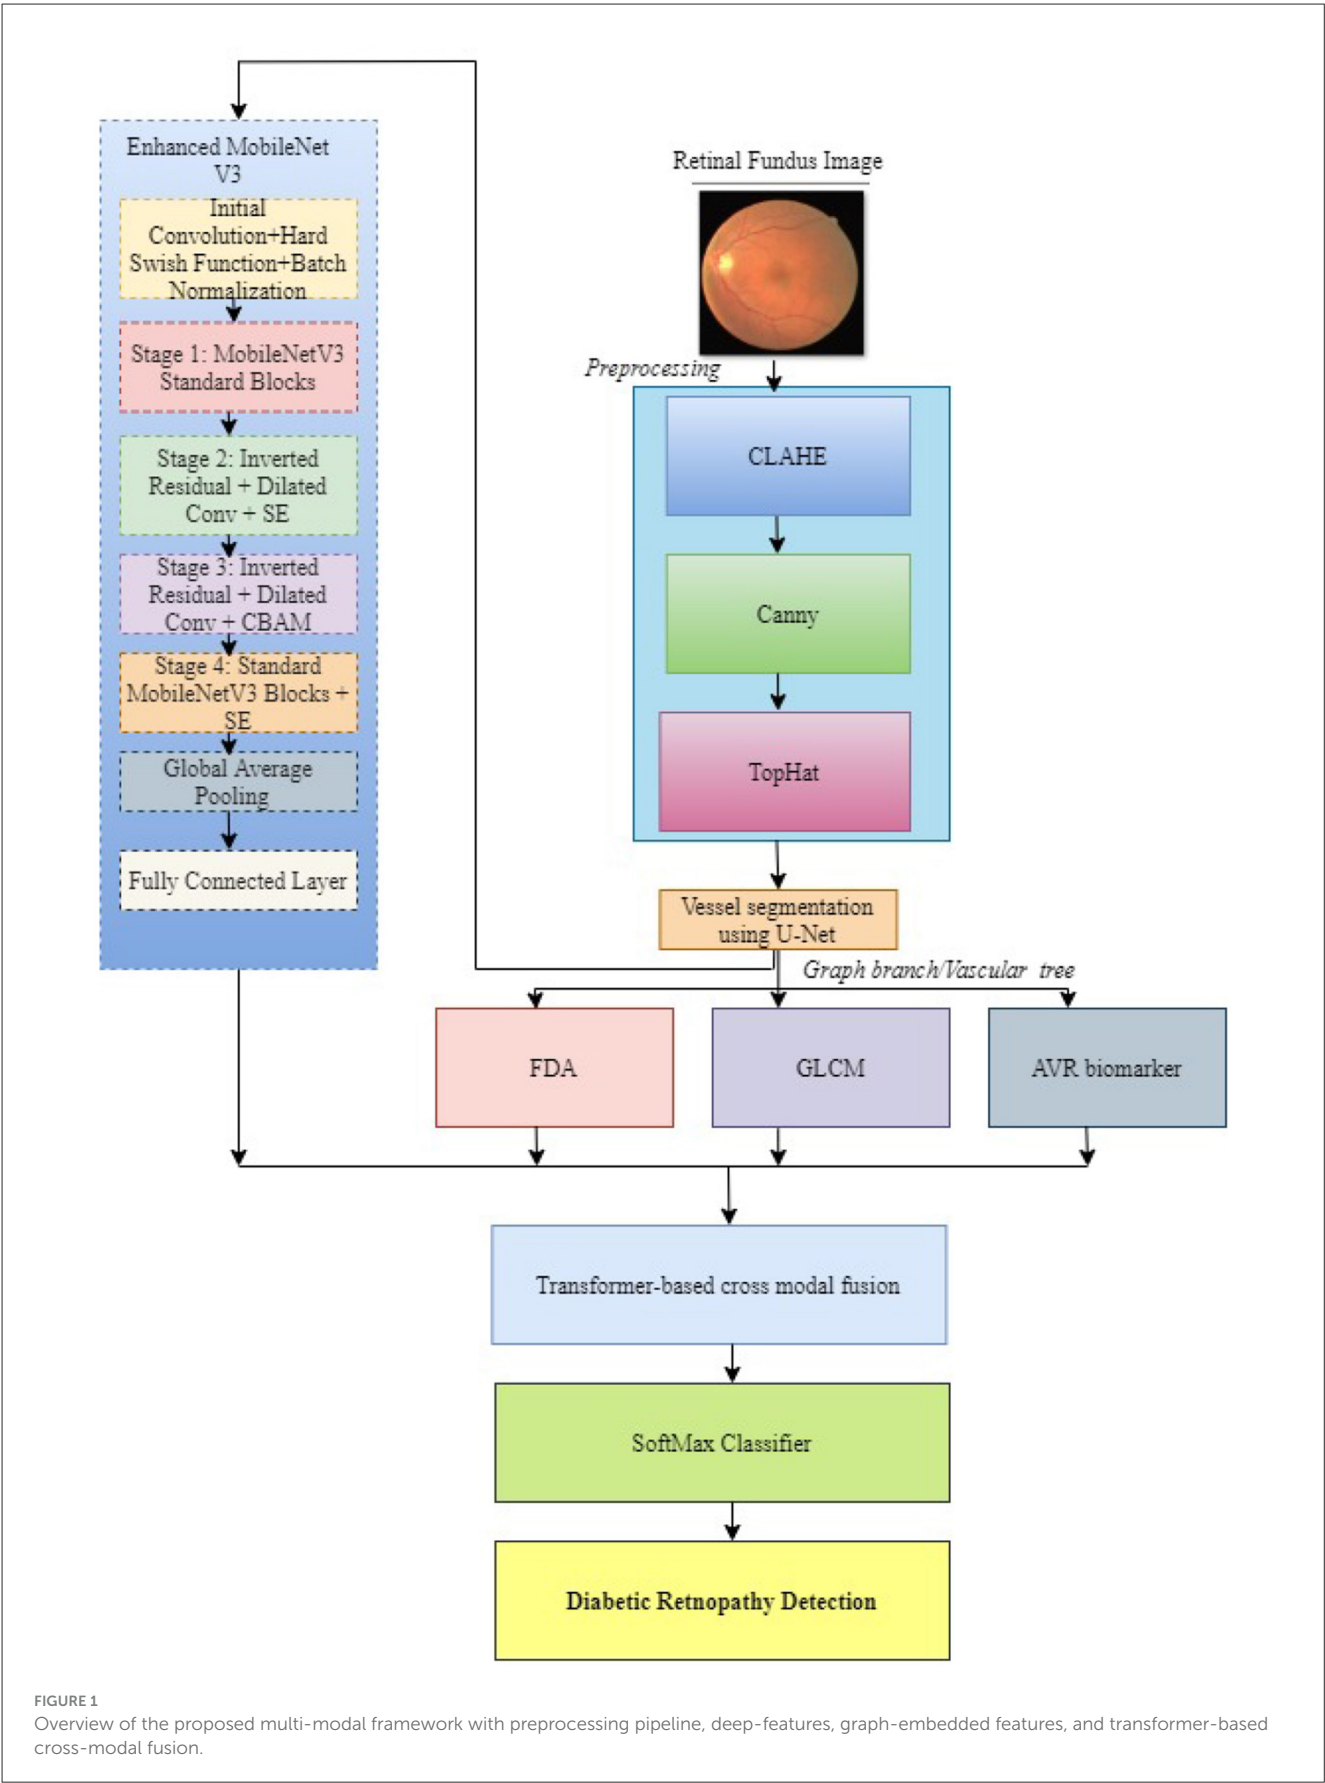 Enhanced MobileNet
V3
Initial
Convolution+Hard
Swish Function+Batch
Normalization
Stage 1: MobileNetV3
Standard Blocks
Stage 2: Inverted
Residual + Dilated
Conv + SE
Stage 3: Inverted
Residual + Dilated
Conv + CBAM
Stage 4: Standard
MobileNetV3 Blocks +
SE
Global Average
Pooling
Fully Connected Layer
Retinal Fundus Image
Preprocessing
CLAHE
Canny
TopHat
Vessel segmentation
using U-Net
Graph branch/Vascular tree
FDA
GLCM
AVR biomarker
Transformer-based cross modal fusion
SoftMax Classifier
Diabetic Retnopathy Detection
FIGURE 1
Overview of the proposed multi-modal framework with preprocessing pipeline, deep-features, graph-embedded features, and transformer-based
cross-modal fusion.